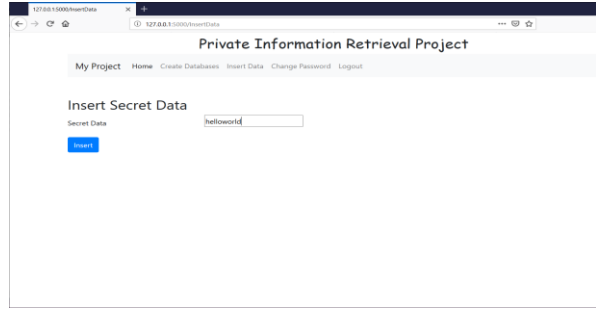 127.0.0.1:5000/InsertData
127.0.0.1:5000/InsertData
Private Information Retrieval Project
My Project Home Create Databases Insert Data Change Password Logout
Insert Secret Data
Secret Data helloworld
Insert